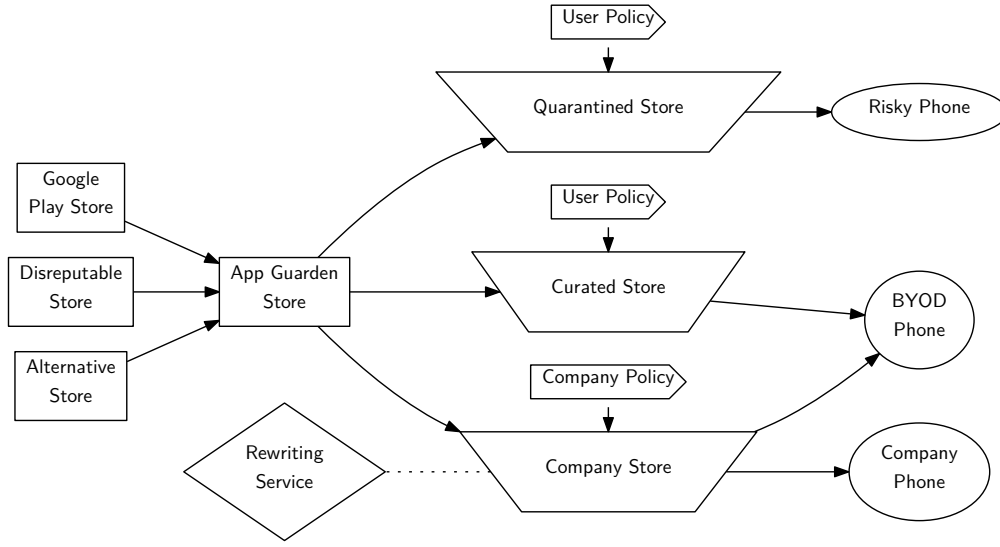 User Policy
Quarantined Store
Risky Phone
Google
Play Store
User Policy
Disreputable
Store
App Guarden
Store
Curated Store
BYOD
Phone
Alternative
Store
Company Policy
Rewriting
Service
Company Store
Company
Phone